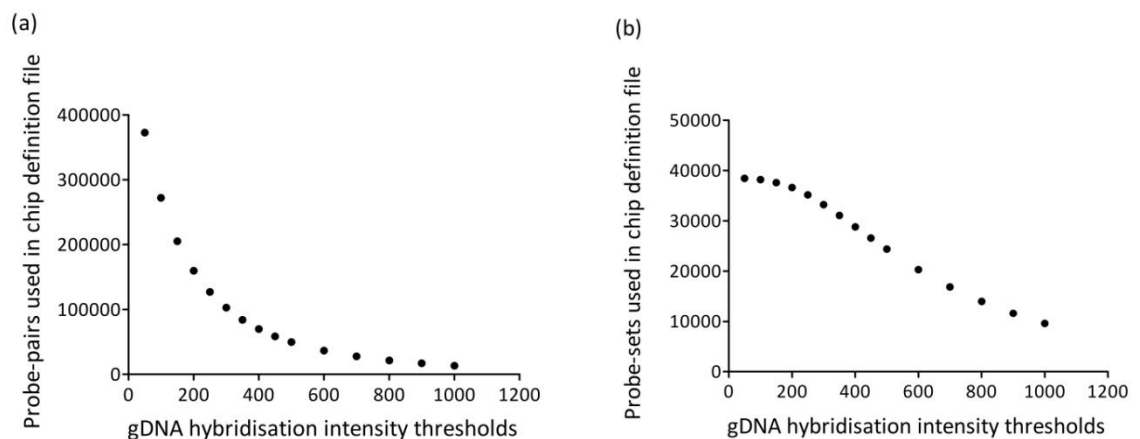 (a)
Probe-pairs used in chip definition file
400000
300000
200000
100000
0
0 200 400 600 800 1000 1200
gDNA hybridisation intensity thresholds
(b)
Probe-sets used in chip definition file
50000
40000
30000
20000
10000
0
0 200 400 600 800 1000 1200
gDNA hybridisation intensity thresholds